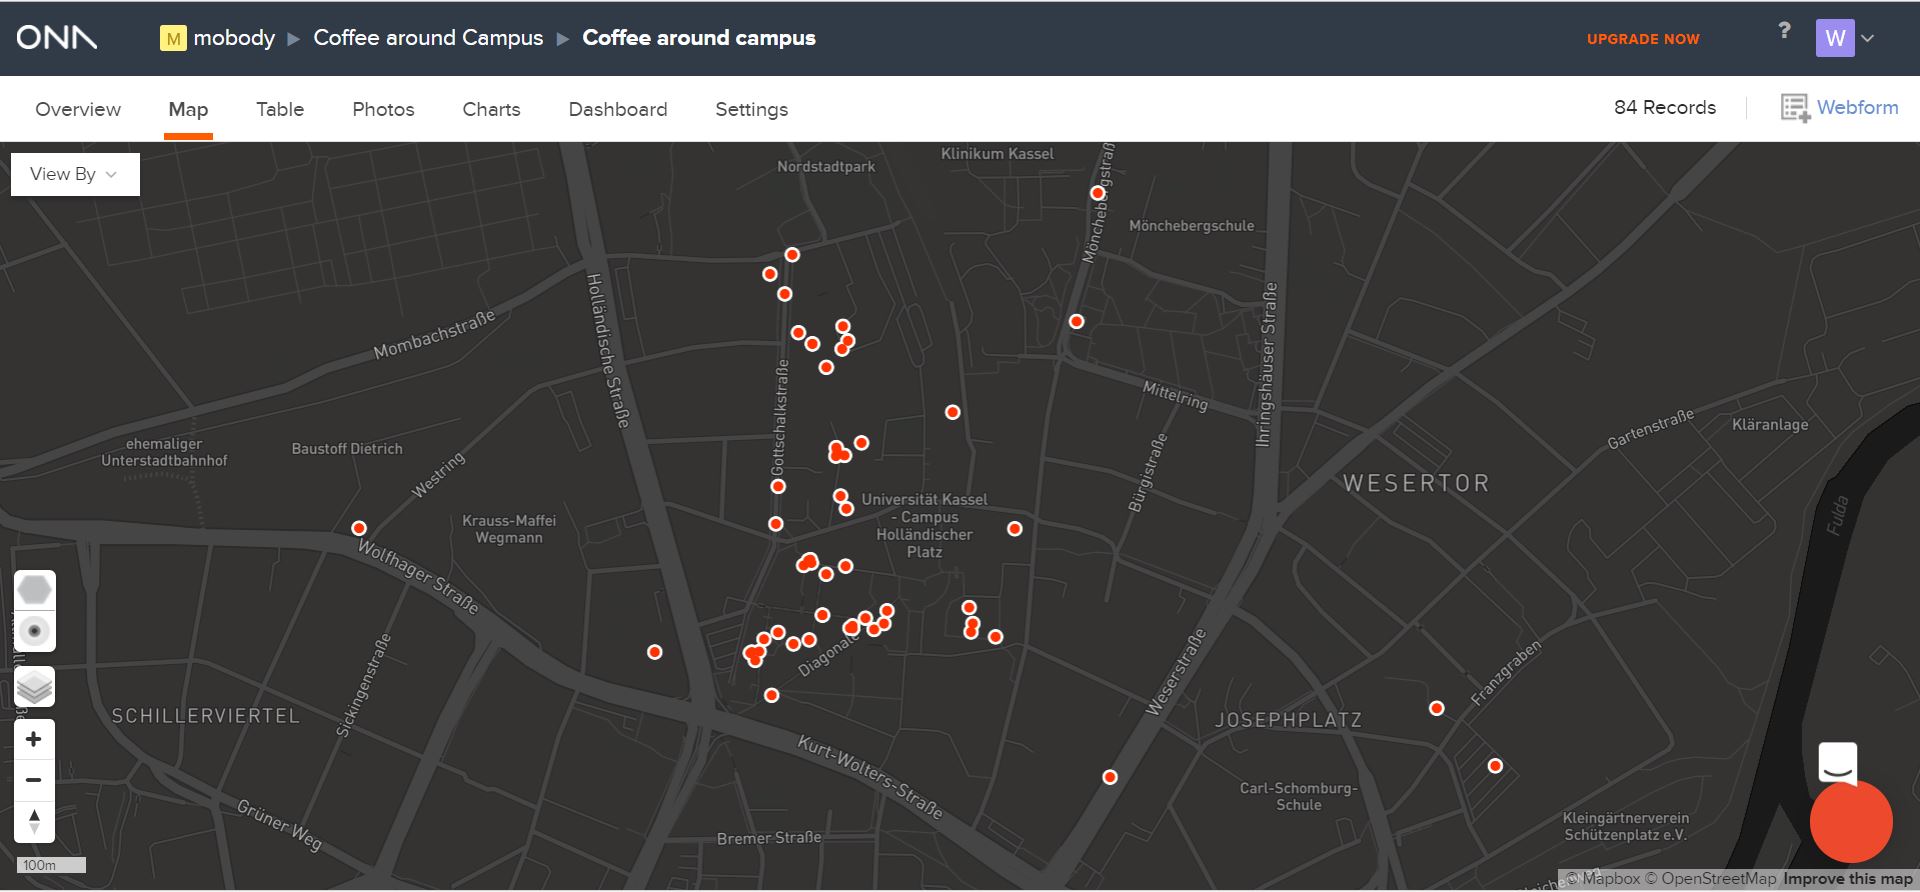 ONA
M mobody ▶ Coffee around Campus ▶ Coffee around campus
UPGRADE NOW
?
W
Overview
Map
Table
Photos
Charts
Dashboard
Settings
84 Records
Webform
View By
Klinikum Kassel
Nordstadtpark
Mönchebergschule
Holländische Straße
Mombachstraße
Gottschalkstraße
Ihringshäuser Straße
Mittelring
Gartenstraße
Kläranlage
ehemaliger
Unterstadtbahnhof
Baustoff Dietrich
Westring
Bürgistraße
WESERTOR
Fulda
Universität Kassel
- Campus
Holländischer
Platz
Krauss-Maffei
Wegmann
Wolfhager Straße
Diagonale
Sickingenstraße
Weserstraße
Franzgraben
SCHILLERVIERTEL
JOSEPHPLATZ
Kurt-Wolters-Straße
Carl-Schomburg-
Schule
Grüner Weg
Bremer Straße
Kleingärtnerverein
Schützenplatz e.V.
100m
© Mapbox © OpenStreetMap Improve this map